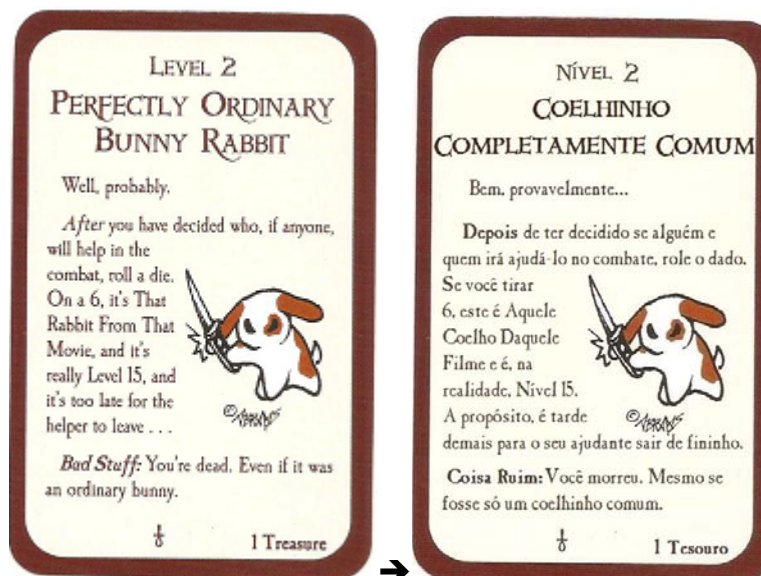 LEVEL 2
PERFECTLY ORDINARY
BUNNY RABBIT
Well, probably.
After you have decided who, if anyone,
will help in the
combat, roll a die.
On a 6, it's That
Rabbit From That
Movie, and it's
really Level 15, and
it's too late for the
helper to leave . . .
Bad Stuff: You're dead. Even if it was
an ordinary bunny.
1 Treasure
➔
NÍVEL 2
COELHINHO
COMPLETAMENTE COMUM
Bem, provavelmente...
Depois de ter decidido se alguém e
quem irá ajudá-lo no combate, role o dado.
Se você tirar
6, este é Aquele
Coelho Daquele
Filme e é, na
realidade, Nível 15.
A propósito, é tarde
demais para o seu ajudante sair de fininho.
Coisa Ruim: Você morreu. Mesmo se
fosse só um coelhinho comum.
1 Tesouro